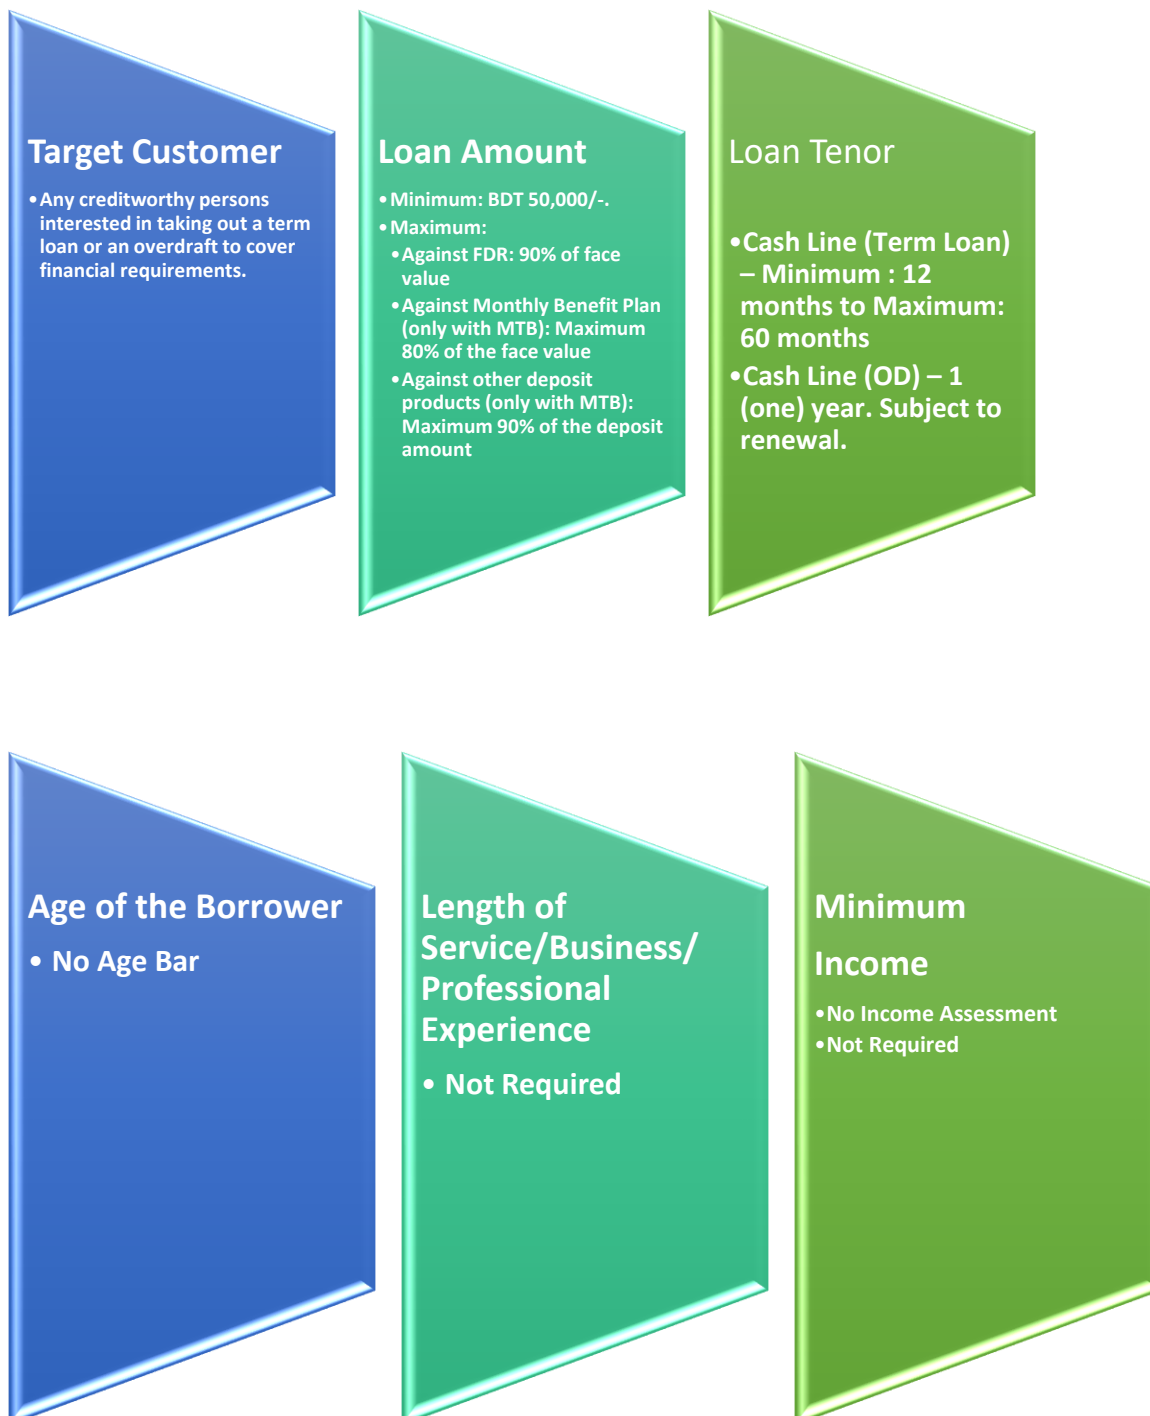 Target Customer
•Any creditworthy persons
interested in taking out a term
loan or an overdraft to cover
financial requirements.
Loan Amount
•Minimum: BDT 50,000/-.
•Maximum:
•Against FDR: 90% of face
value
•Against Monthly Benefit Plan
(only with MTB): Maximum
80% of the face value
•Against other deposit
products (only with MTB):
Maximum 90% of the deposit
amount
Loan Tenor
•Cash Line (Term Loan)
– Minimum : 12
months to Maximum:
60 months
•Cash Line (OD) – 1
(one) year. Subject to
renewal.
Age of the Borrower
• No Age Bar
Length of
Service/Business/
Professional
Experience
• Not Required
Minimum
Income
•No Income Assessment
•Not Required